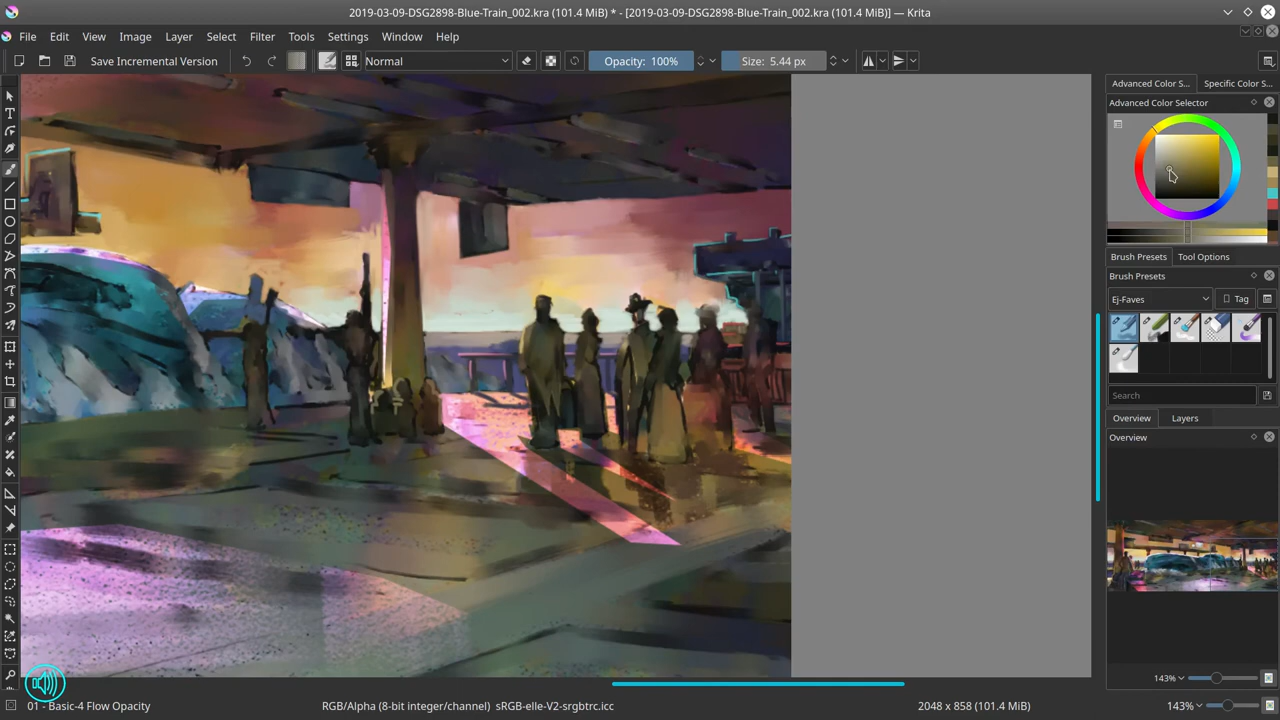 2019-03-09-DSG2898-Blue-Train_002.kra (101.4 MiB) * - [2019-03-09-DSG2898-Blue-Train_002.kra (101.4 MiB)] — Krita
File Edit View Image Layer Select Filter Tools Settings Window Help
Save Incremental Version
Normal
Opacity: 100%
Size: 5.44 px
Advanced Color S...
Specific Color S...
Advanced Color Selector
Brush Presets
Tool Options
Brush Presets
Ej-Faves
Tag
Search
Overview
Layers
Overview
143%
01 - Basic-4 Flow Opacity
RGB/Alpha (8-bit integer/channel) sRGB-elle-V2-srgbtrc.icc
2048 x 858 (101.4 MiB)
143%